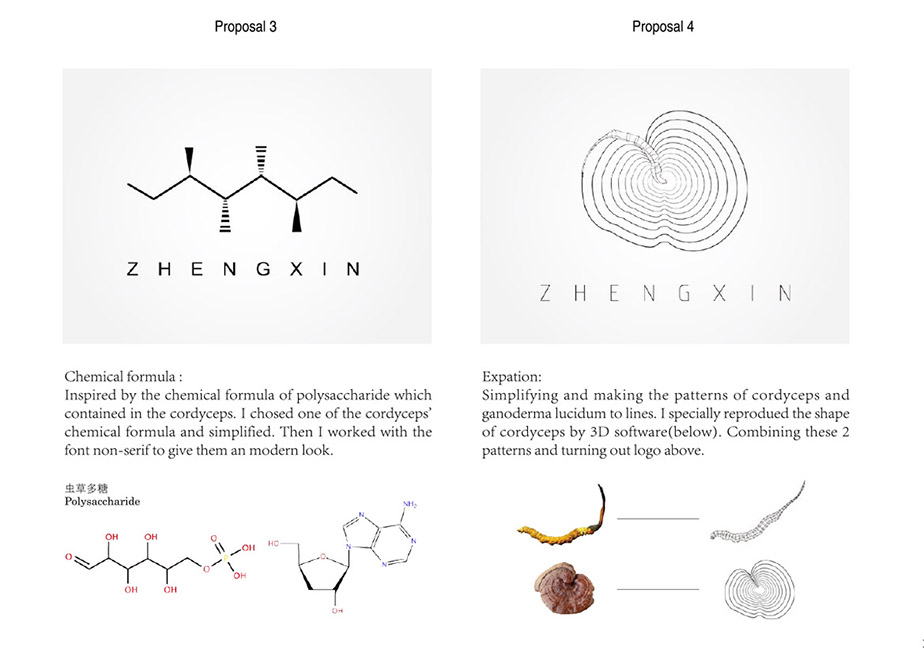 Proposal 3
Proposal 4
Z H E N G X I N
Z H E N G X I N
Chemical formula :
Inspired by the chemical formula of polysaccharide which
contained in the cordyceps. I chosed one of the cordyceps'
chemical formula and simplified. Then I worked with the
font non-serif to give them an modern look.
虫草多糖
Polysaccharide
O
OH
OH
OH
OH
O
O
P
OH
OH
HO
O
OH
N
N
N
N
NH₂
Expation:
Simplifying and making the patterns of cordyceps and
ganoderma lucidum to lines. I specially reprodued the shape
of cordyceps by 3D software(below). Combining these 2
patterns and turning out logo above.